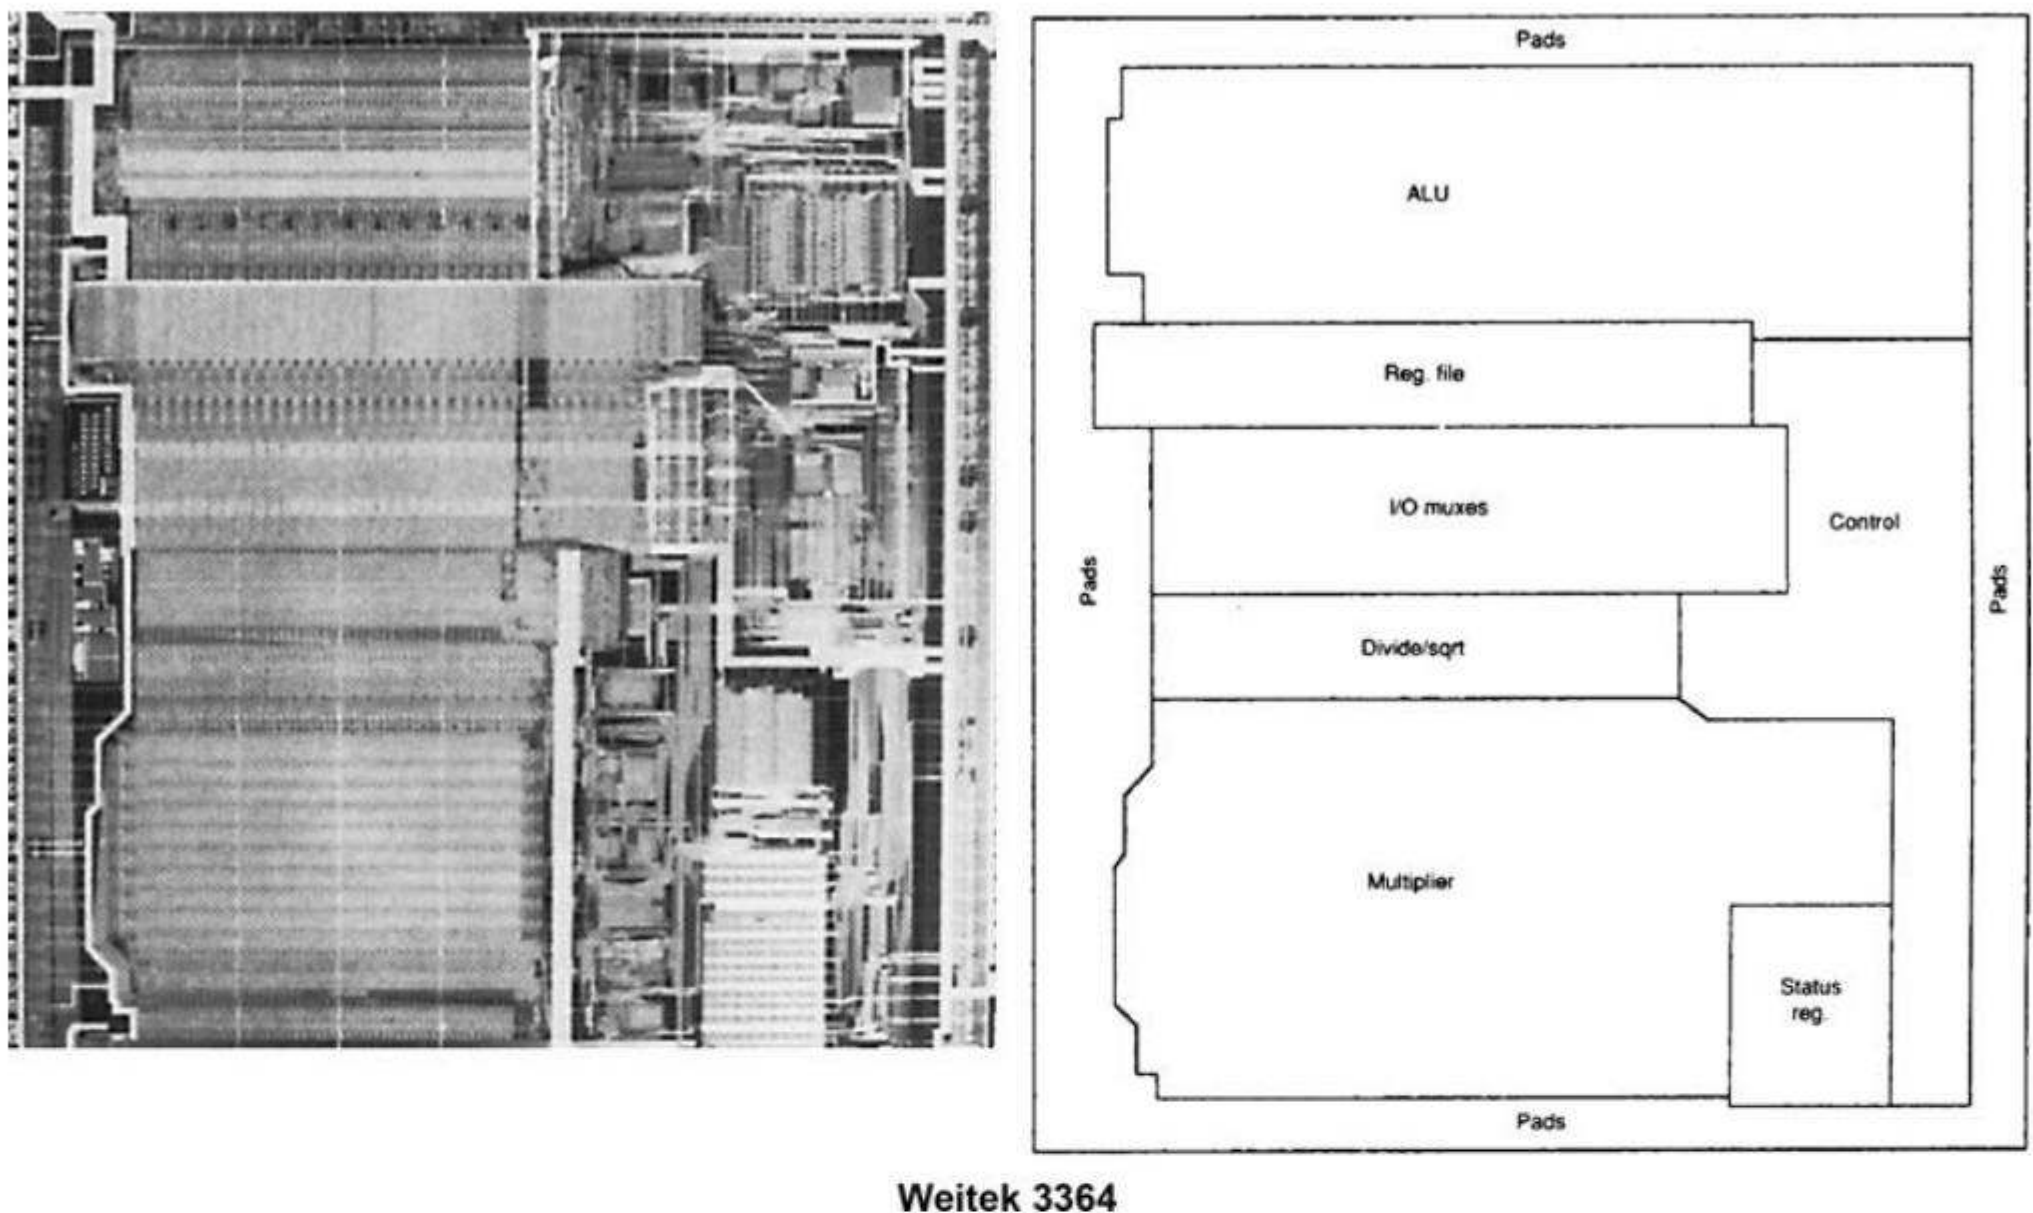 Pads
ALU
Reg. file
I/O muxes
Control
Pads
Pads
Divide/sqrt
Multiplier
Status
reg.
Pads
Weitek 3364